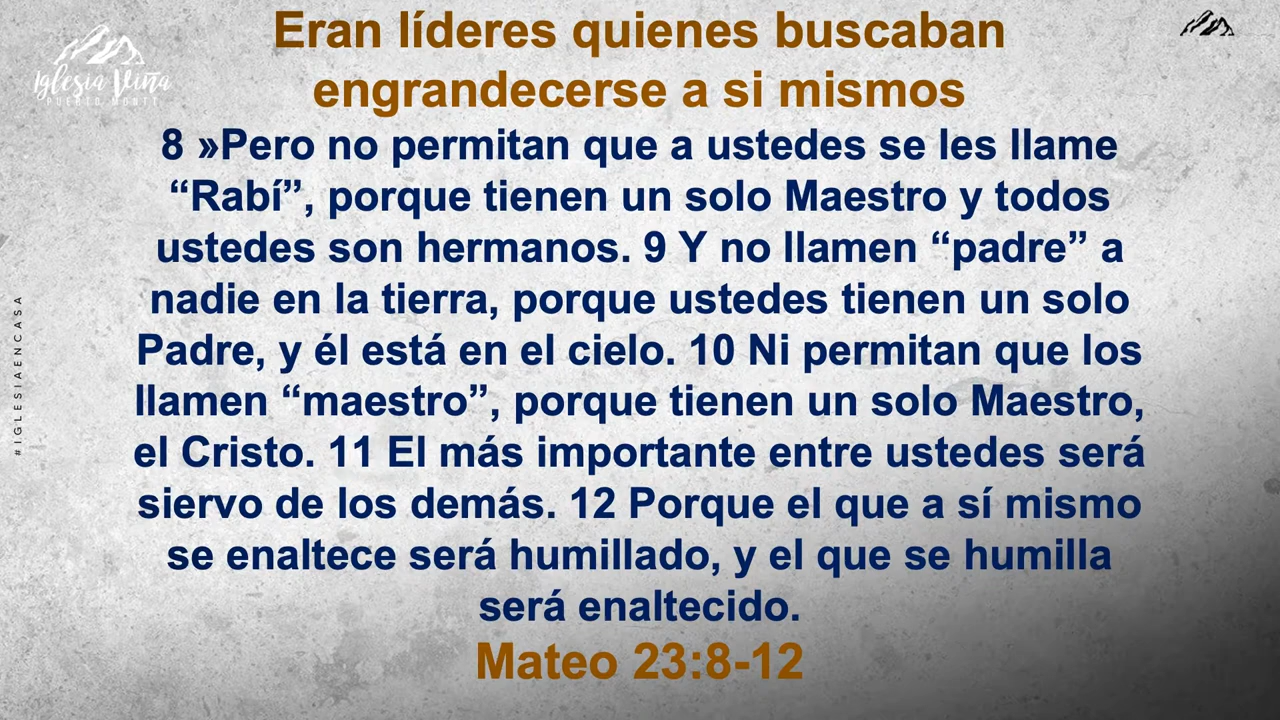 Eran líderes quienes buscaban
engrandecerse a si mismos
8 »Pero no permitan que a ustedes se les llame
“Rabí”, porque tienen un solo Maestro y todos
ustedes son hermanos. 9 Y no llamen “padre” a
nadie en la tierra, porque ustedes tienen un solo
Padre, y él está en el cielo. 10 Ni permitan que los
llamen “maestro”, porque tienen un solo Maestro,
el Cristo. 11 El más importante entre ustedes será
siervo de los demás. 12 Porque el que a sí mismo
se enaltece será humillado, y el que se humilla
será enaltecido.
Mateo 23:8-12
Iglesia Viña
PUERTO MONTT
#IGLESIAENCASA